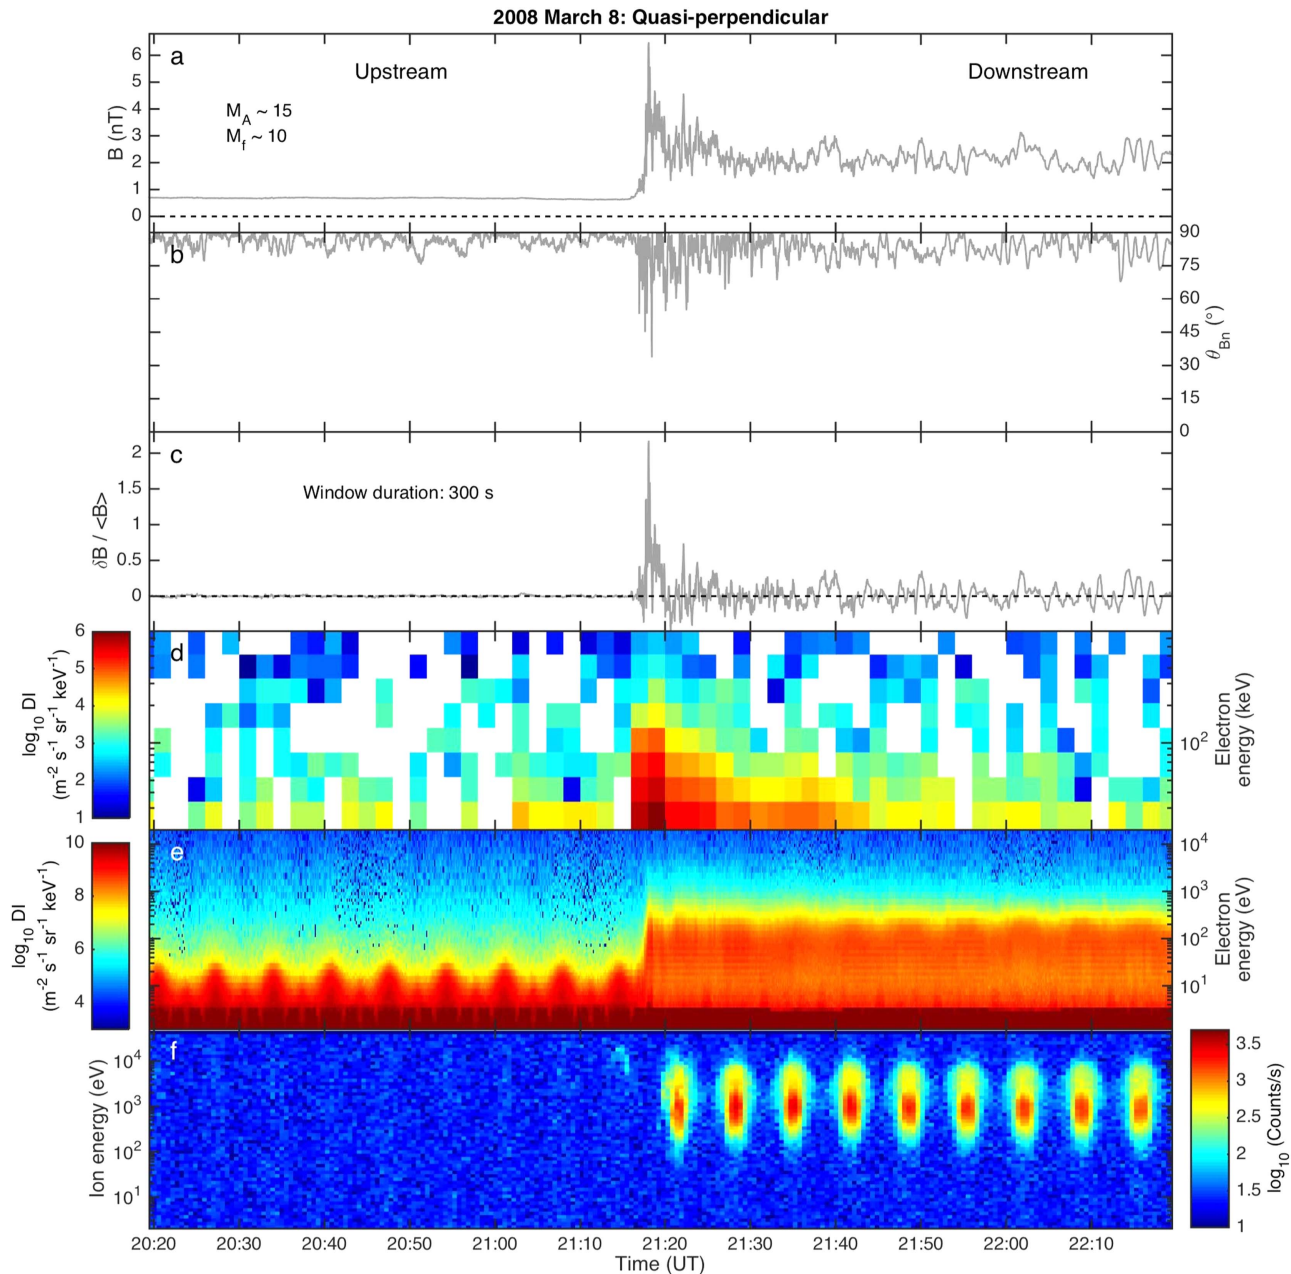 2008 March 8: Quasi-perpendicular
a
Upstream
Downstream
M_A ~ 15
M_f ~ 10
B (nT)
6
5
4
3
2
1
0
b
90
75
60
45
30
15
0
θ_Bn (°)
c
Window duration: 300 s
δB / <B>
2
1.5
1
0.5
0
d
6
5
4
3
2
1
log_10 DI
(m^-2 s^-1 sr^-1 keV^-1)
10^2
Electron
energy (keV)
e
10
8
6
4
log_10 DI
(m^-2 s^-1 sr^-1 keV^-1)
10^4
10^3
10^2
10^1
Electron
energy (eV)
f
Ion energy (eV)
10^4
10^3
10^2
10^1
3.5
3
2.5
2
1.5
1
log_10 (Counts/s)
20:20 20:30 20:40 20:50 21:00 21:10 21:20 21:30 21:40 21:50 22:00 22:10
Time (UT)